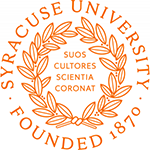 SYRACUSE UNIVERSITY
SUOS
CULTORES
SCIENTIA
CORONAT
FOUNDED 1870